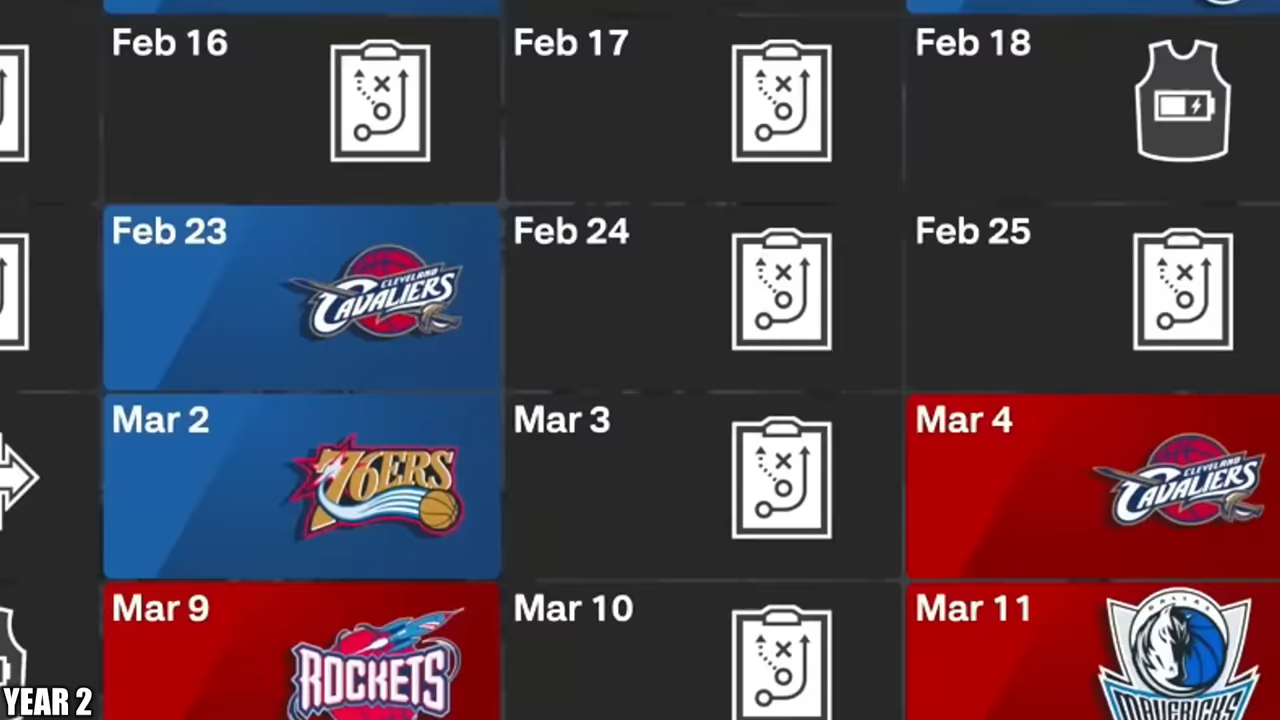 Feb 16
Feb 17
Feb 18
Feb 23
CLEVELAND
CAVALIERS
Feb 24
Feb 25
Mar 2
76ERS
Mar 3
Mar 4
CLEVELAND
CAVALIERS
Mar 9
ROCKETS
Mar 10
Mar 11
DALLAS
MAVERICKS
YEAR 2